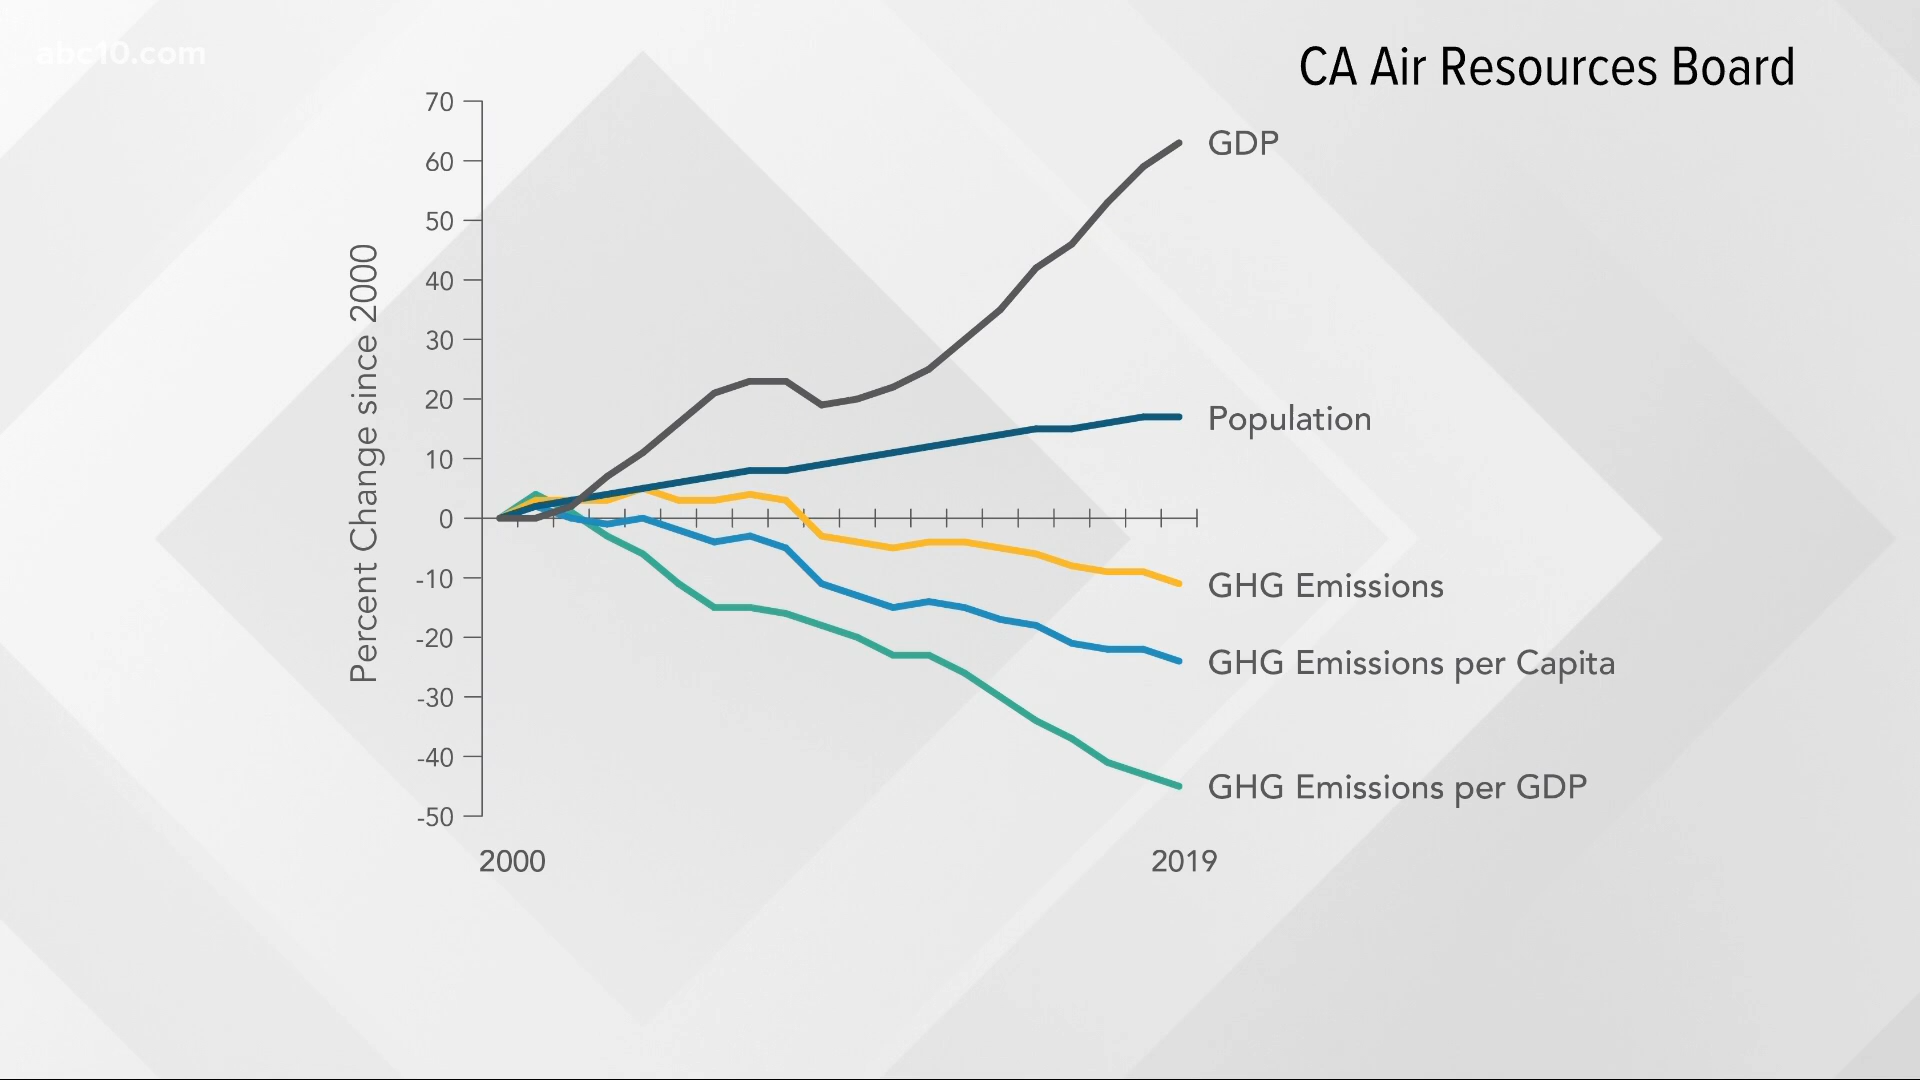 abc10.com
CA Air Resources Board
Percent Change since 2000
70
60
50
40
30
20
10
0
-10
-20
-30
-40
-50
GDP
Population
GHG Emissions
GHG Emissions per Capita
GHG Emissions per GDP
2000
2019